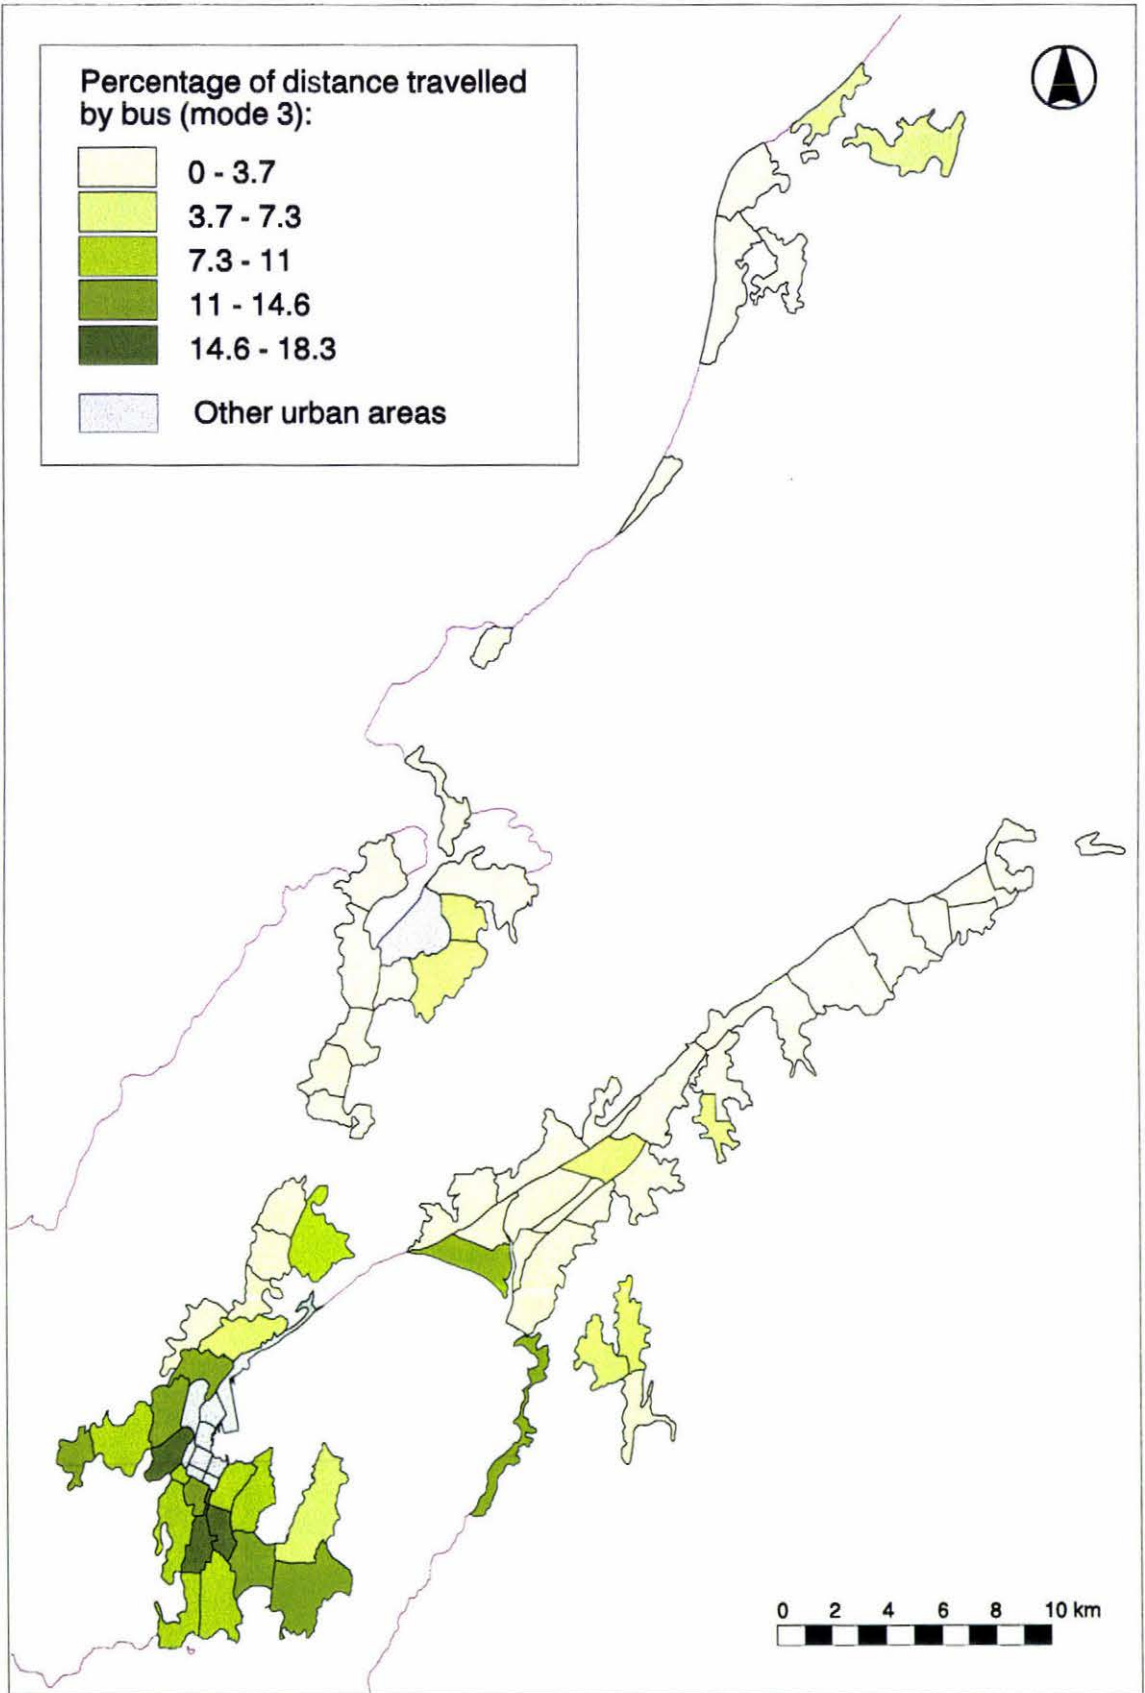 Percentage of distance travelled
by bus (mode 3):
0 - 3.7
3.7 - 7.3
7.3 - 11
11 - 14.6
14.6 - 18.3
Other urban areas
0 2 4 6 8 10 km